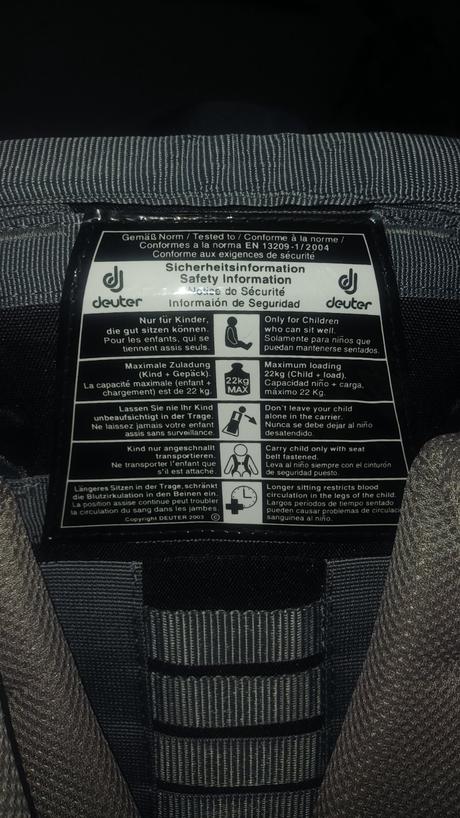 Gemäß Norm / Tested to / Conforme à la norme /
Conformes a la norma EN 13209-1/2004
Conforme aux exigences de sécurité
Sicherheitsinformation
Safety Information
Notice de Sécurité
Informaión de Seguridad
deuter
deuter
Nur für Kinder,
die gut sitzen können.
Pour les enfants, qui se
tiennent assis seuls.
Only for Children
who can sit well.
Solamente para niños que
puedan mantenerse sentados.
Maximale Zuladung
(Kind + Gepäck).
La capacité maximale (enfant +
chargement) est de 22 kg.
22kg
MAX
Maximum loading
22kg (Child + load).
Capacidad niño + carga,
máximo 22 Kg.
Lassen Sie nie Ihr Kind
unbeaufsichtigt in der Trage.
Ne laissez jamais votre enfant
assis sans surveillance.
Don't leave your child
alone in the carrier.
Nunca se debe dejar al niño
desatendido.
Kind nur angeschnallt
transportieren.
Ne transporter l'enfant que
s'il est attaché.
Carry child only with seat
belt fastened.
Leva al niño siempre con el cinturón
de seguridad puesto.
Längeres Sitzen in der Trage, schränkt
die Blutzirkulation in den Beinen ein.
La position assise continue peut troubler
la circulation du sang dans les jambes.
Copyright DEUTER 2003 ©
Longer sitting restricts blood
circulation in the legs of the child.
Largos períodos de tiempo sentado
pueden causar problemas de circulac
sanguinea al niño.